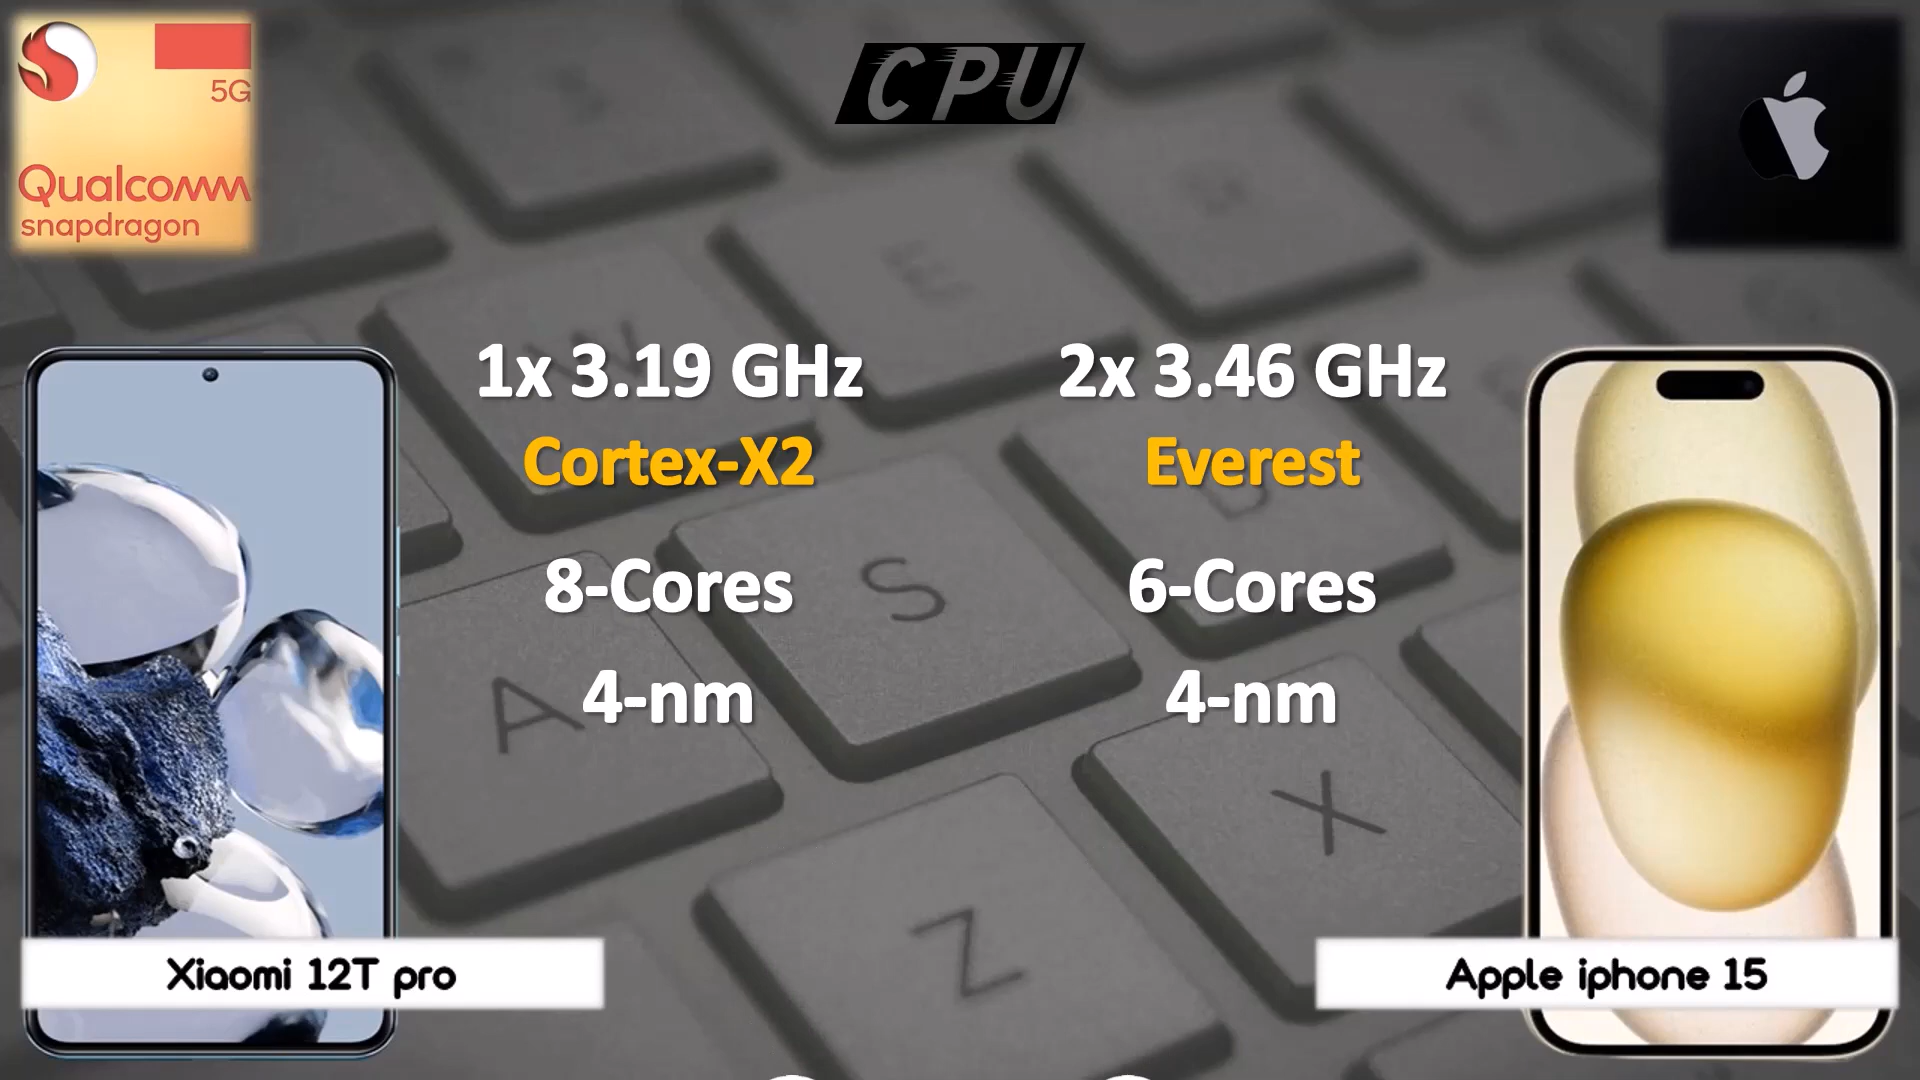 CPU
5G
Qualcomm
snapdragon
1x 3.19 GHz
Cortex-X2
8-Cores
4-nm
2x 3.46 GHz
Everest
6-Cores
4-nm
W
E
D
A
S
Z
X
Xiaomi 12T pro
Apple iphone 15